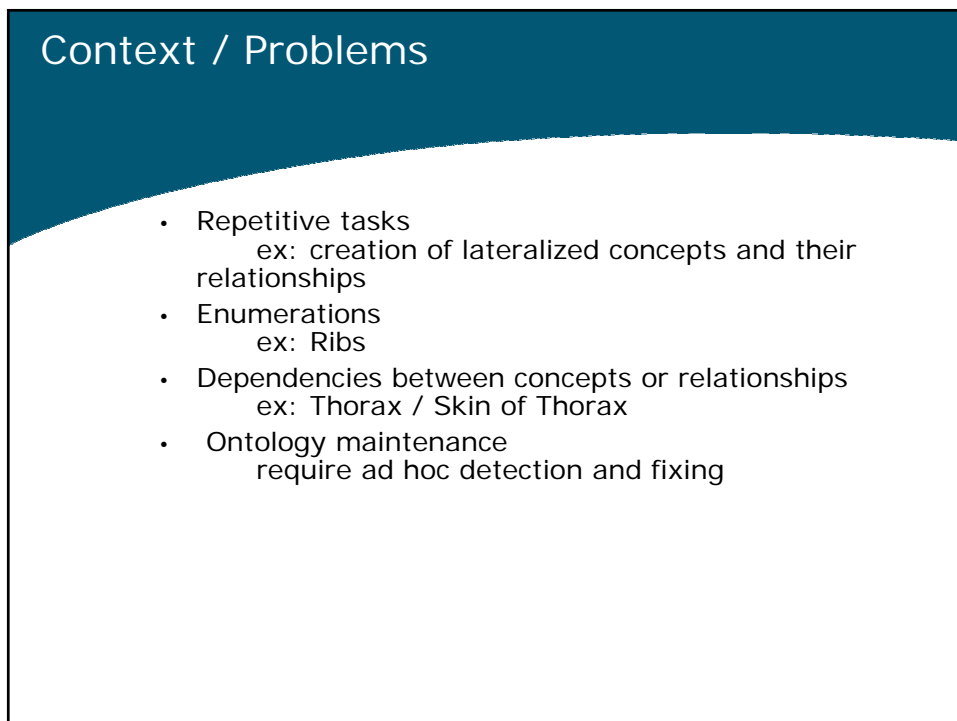 Context / Problems
• Repetitive tasks
ex: creation of lateralized concepts and their
relationships
• Enumerations
ex: Ribs
• Dependencies between concepts or relationships
ex: Thorax / Skin of Thorax
• Ontology maintenance
require ad hoc detection and fixing